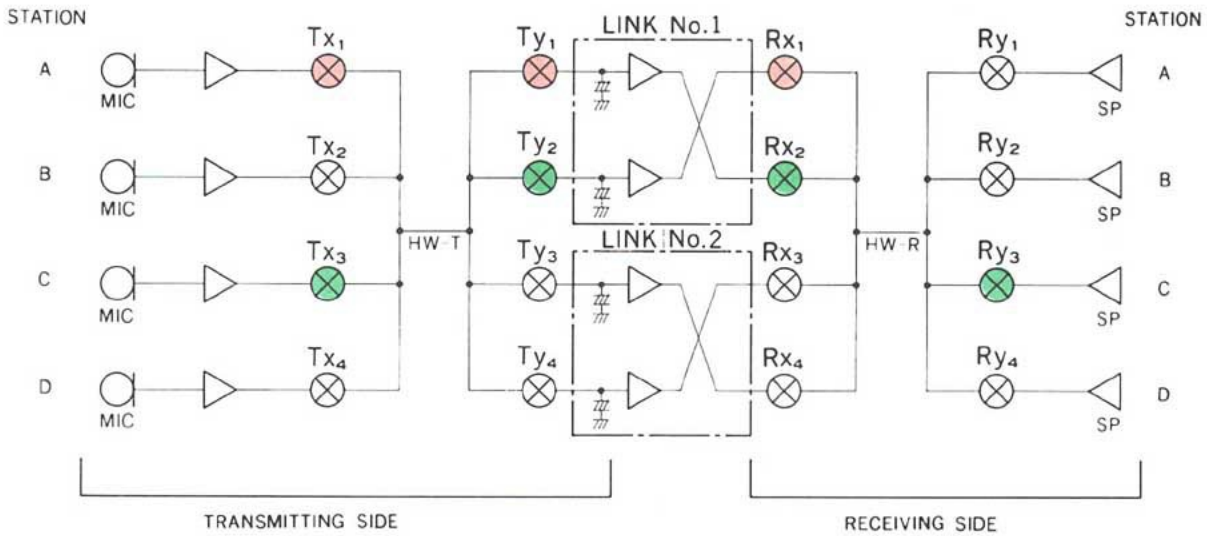 STATION
STATION
LINK No.1
Tx₁ Ty₁ Rx₁ Ry₁
A A
MIC SP
Tx₂ Ty₂ Rx₂ Ry₂
B B
MIC SP
HW-T LINK No.2 HW-R
Tx₃ Ty₃ Rx₃ Ry₃
C C
MIC SP
Tx₄ Ty₄ Rx₄ Ry₄
D D
MIC SP
TRANSMITTING SIDE
RECEIVING SIDE